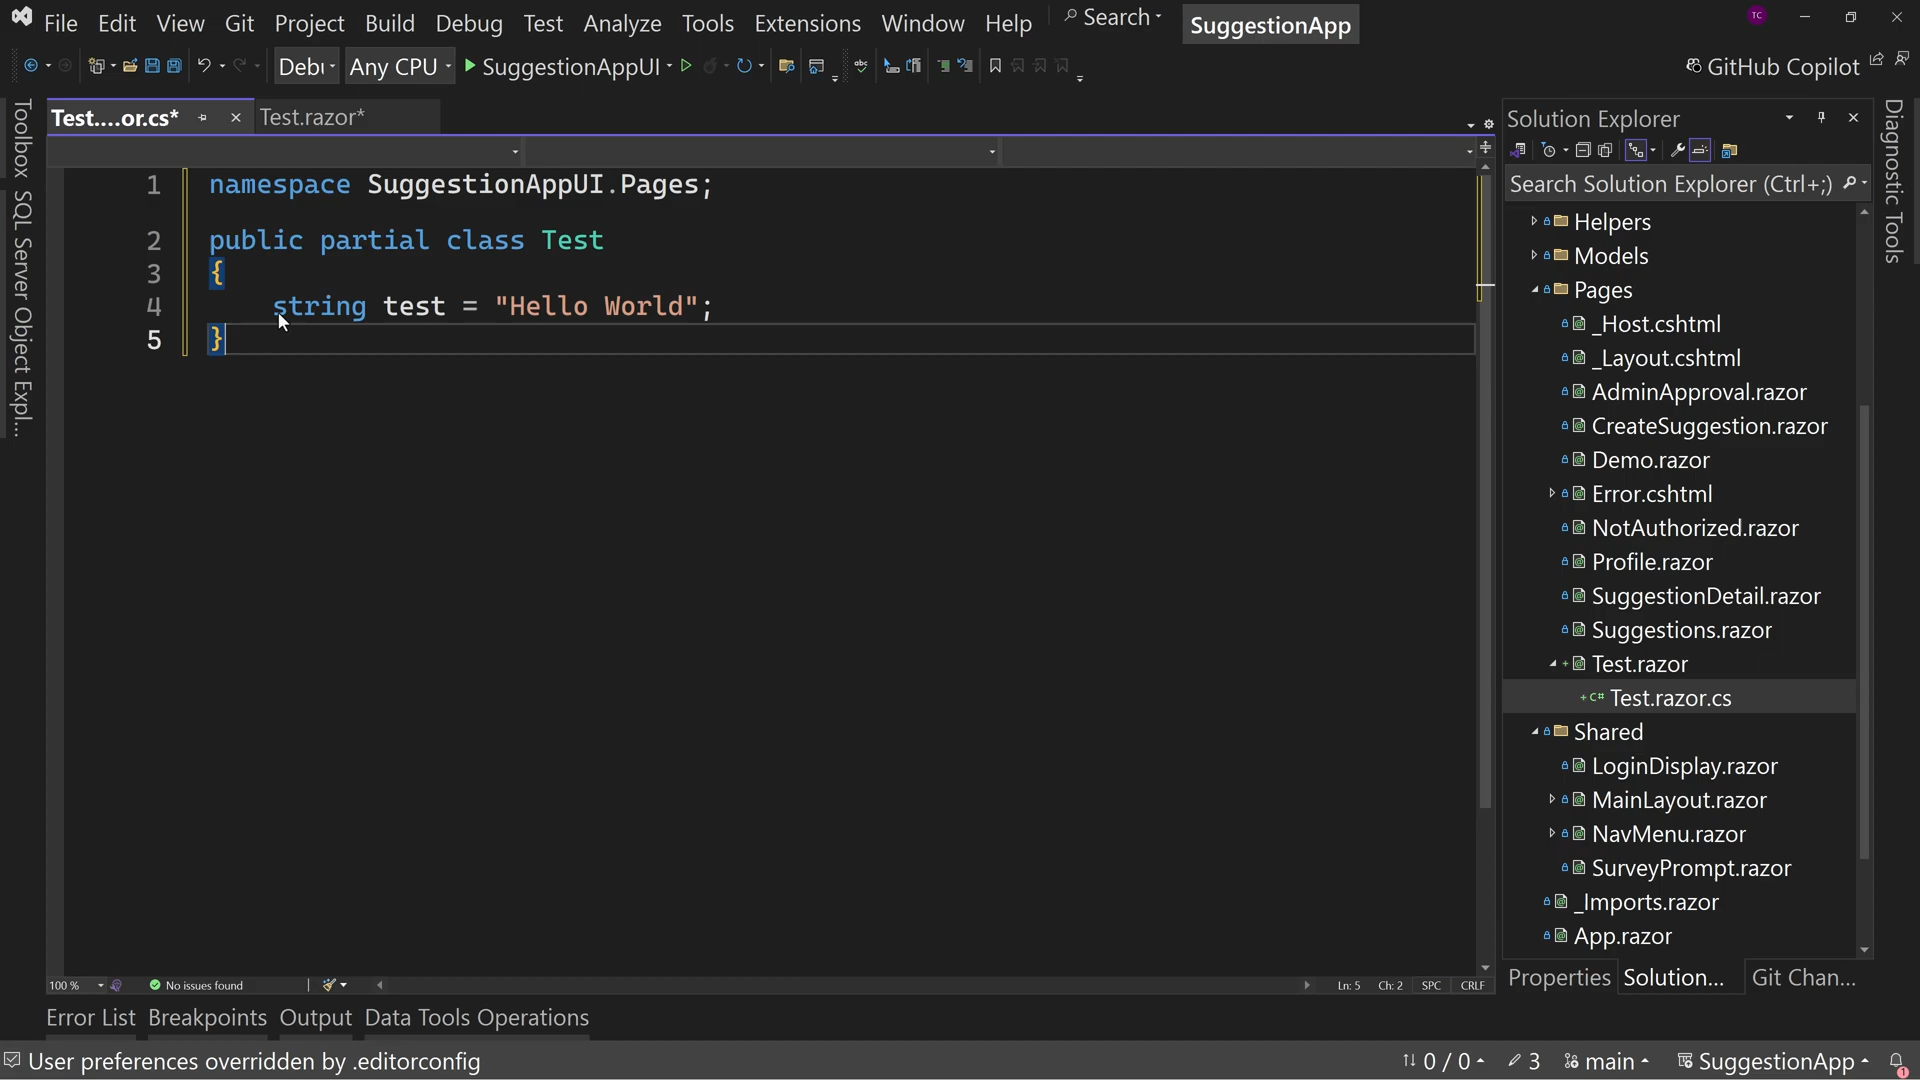 File Edit View Git Project Build Debug Test Analyze Tools Extensions Window Help Search SuggestionApp TC
Debu Any CPU SuggestionAppUI GitHub Copilot
Test....or.cs* Test.razor*
1 namespace SuggestionAppUI.Pages;
2 public partial class Test
3 {
4 string test = "Hello World";
5 }
100 % No issues found Ln: 5 Ch: 2 SPC CRLF
Toolbox
SQL Server Object Expl...
Solution Explorer
Search Solution Explorer (Ctrl+;)
Helpers
Models
Pages
_Host.cshtml
_Layout.cshtml
AdminApproval.razor
CreateSuggestion.razor
Demo.razor
Error.cshtml
NotAuthorized.razor
Profile.razor
SuggestionDetail.razor
Suggestions.razor
Test.razor
C# Test.razor.cs
Shared
LoginDisplay.razor
MainLayout.razor
NavMenu.razor
SurveyPrompt.razor
_Imports.razor
App.razor
Properties Solution... Git Chan...
Diagnostic Tools
Error List Breakpoints Output Data Tools Operations
User preferences overridden by .editorconfig 0 / 0 3 main SuggestionApp 1